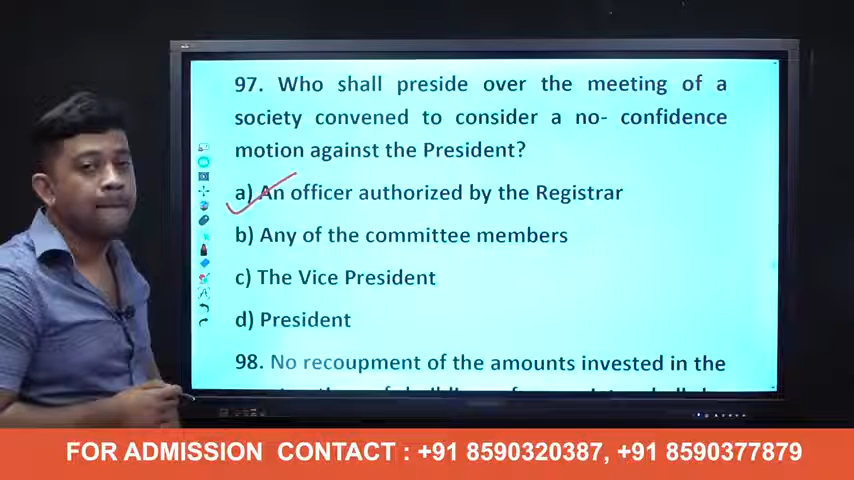 97. Who shall preside over the meeting of a
society convened to consider a no- confidence
motion against the President?
a) An officer authorized by the Registrar
b) Any of the committee members
c) The Vice President
d) President
98. No recoupment of the amounts invested in the
FOR ADMISSION CONTACT : +91 8590320387, +91 8590377879